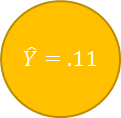 Ŷ = .11